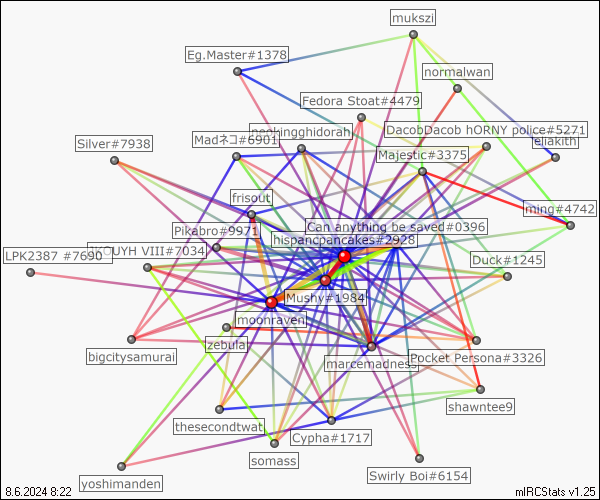 mukszi
Eg.Master#1378
normalwan
Fedora Stoat#4479
DacobDacob hORNY police#5271
Madネコ#6901
Silver#7938
Majestic#3375
eliakith
frisout
ming#4742
Pikabro#9971
Can anything be saved#0396
hispancpancakes#2928
VIII#7034
LPK2387 #7690
Duck#1245
Mushy#1984
moonraven
zebula
bigcitysamurai
marcemadness
Pocket Persona#3326
shawntee9
thesecondtwat
Cypha#1717
somass
Swirly Boi#6154
yoshimanden
8.6.2024 8:22
mIRCStats v1.25